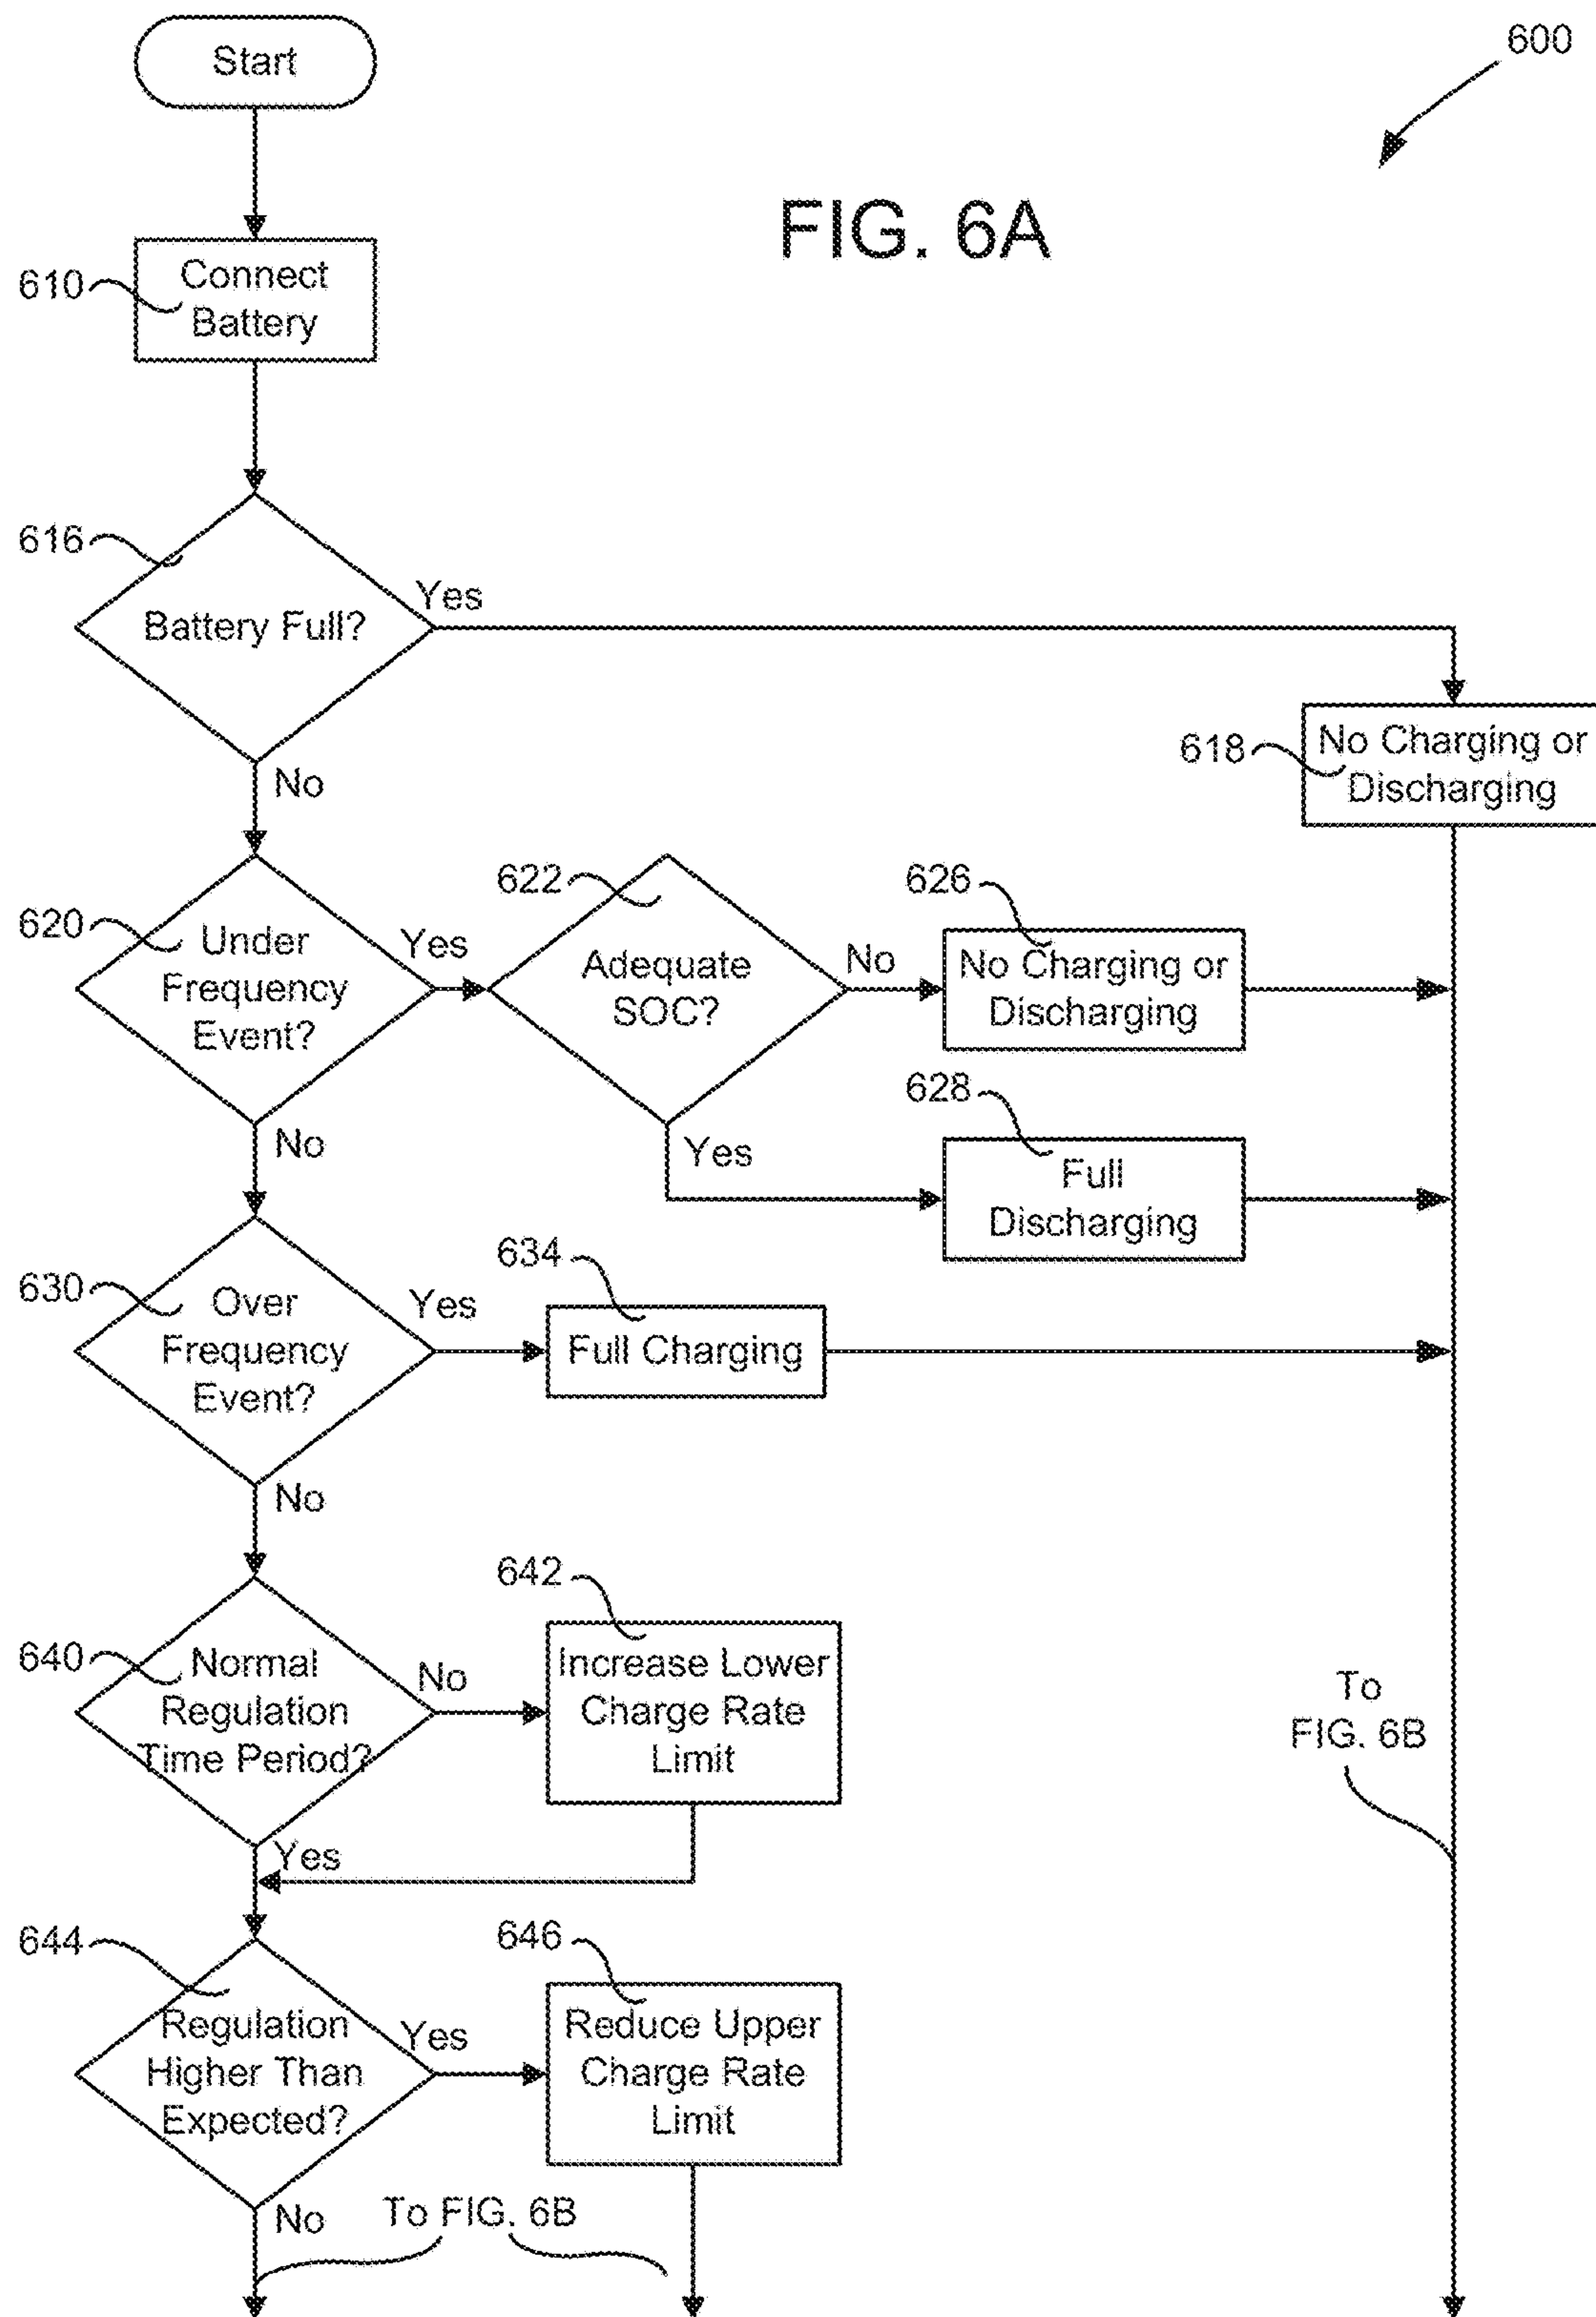 Start
600
FIG. 6A
610
Connect
Battery
616
Battery Full?
Yes
No
618
No Charging or
Discharging
620
Under
Frequency
Event?
Yes
No
622
Adequate
SOC?
No
Yes
626
No Charging or
Discharging
628
Full
Discharging
630
Over
Frequency
Event?
Yes
No
634
Full Charging
640
Normal
Regulation
Time Period?
No
Yes
642
Increase Lower
Charge Rate
Limit
To
FIG. 6B
644
Regulation
Higher Than
Expected?
Yes
No
646
Reduce Upper
Charge Rate
Limit
To FIG. 6B